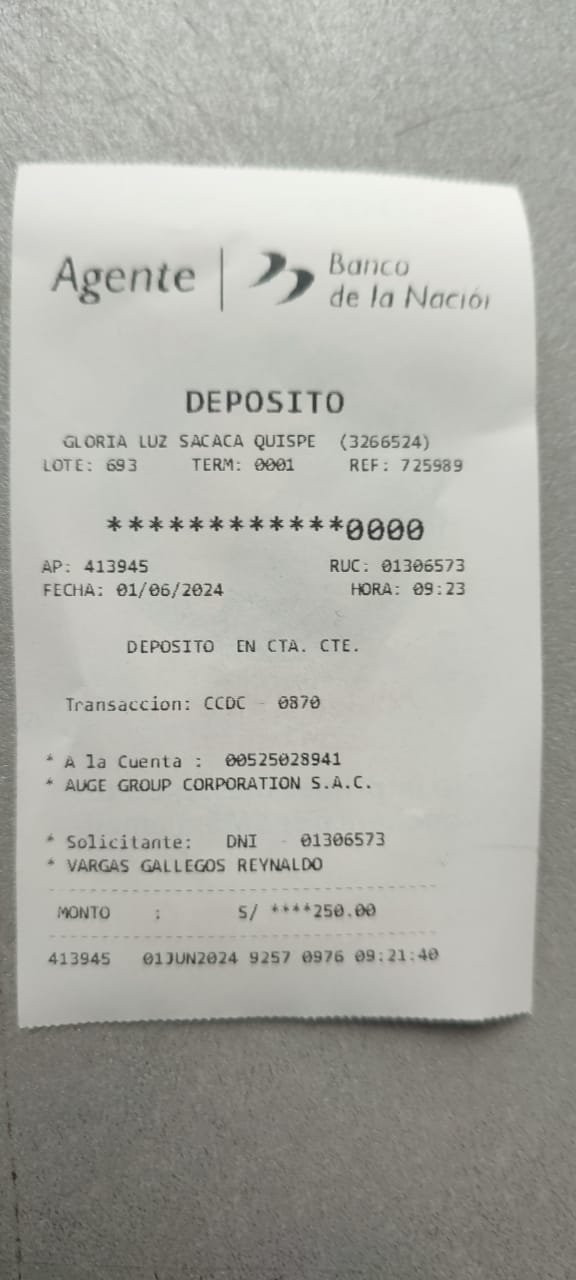 Agente | Banco
de la Nación
DEPOSITO
GLORIA LUZ SACACA QUISPE (3266524)
LOTE: 693 TERM: 0001 REF: 725989
************0000
AP: 413945 RUC: 01306573
FECHA: 01/06/2024 HORA: 09:23
DEPOSITO EN CTA. CTE.
Transaccion: CCDC - 0870
* A la Cuenta : 00525028941
* AUGE GROUP CORPORATION S.A.C.
* Solicitante: DNI - 01306573
* VARGAS GALLEGOS REYNALDO
MONTO : S/ ****250.00
413945 01JUN2024 9257 0976 09:21:40